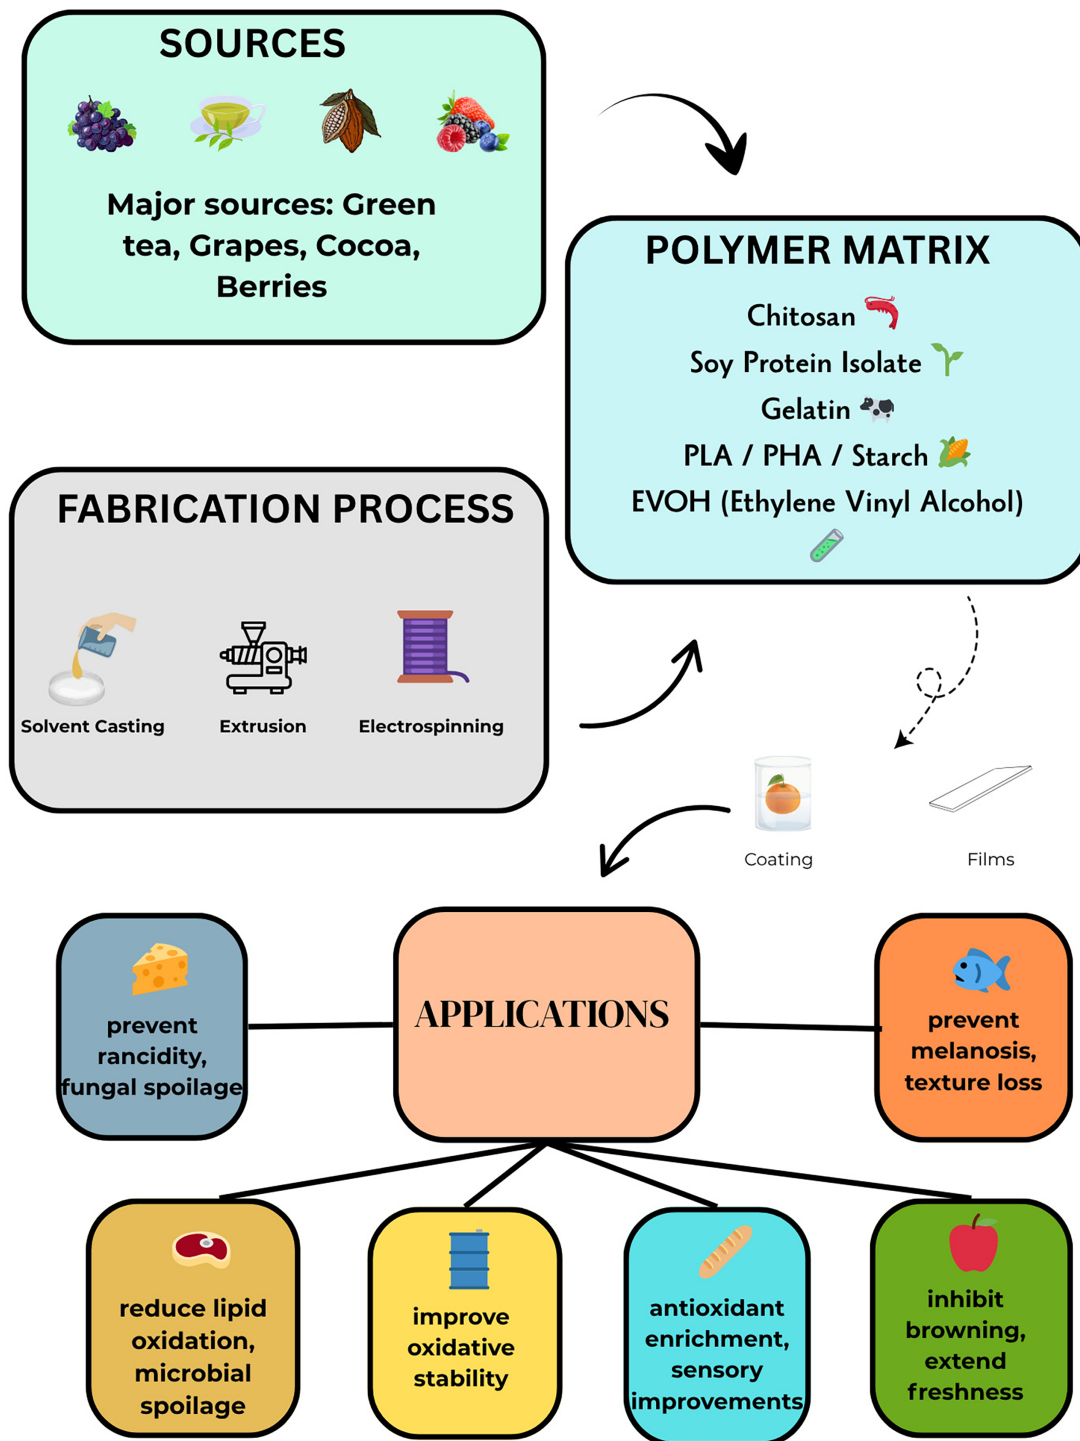 SOURCES
Major sources: Green
tea, Grapes, Cocoa,
Berries
POLYMER MATRIX
Chitosan
Soy Protein Isolate
Gelatin
PLA / PHA / Starch
EVOH (Ethylene Vinyl Alcohol)
FABRICATION PROCESS
Solvent Casting
Extrusion
Electrospinning
Coating
Films
APPLICATIONS
prevent
rancidity,
fungal spoilage
prevent
melanosis,
texture loss
reduce lipid
oxidation,
microbial
spoilage
improve
oxidative
stability
antioxidant
enrichment,
sensory
improvements
inhibit
browning,
extend
freshness